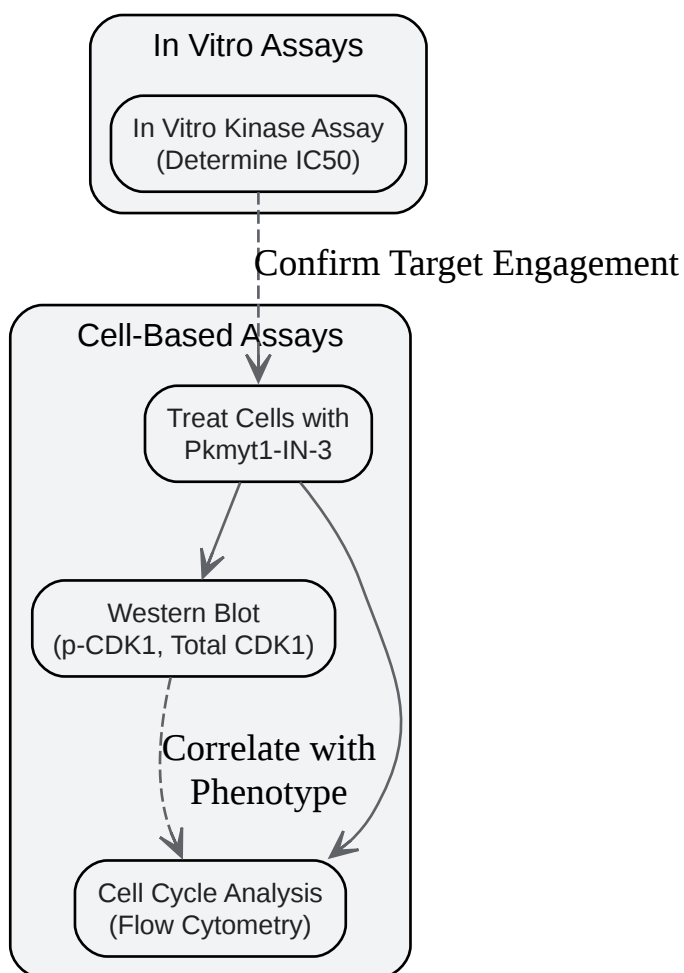 In Vitro Assays
In Vitro Kinase Assay
(Determine IC50)
Confirm Target Engagement
Cell-Based Assays
Treat Cells with
Pkmyt1-IN-3
Western Blot
(p-CDK1, Total CDK1)
Correlate with
Phenotype
Cell Cycle Analysis
(Flow Cytometry)